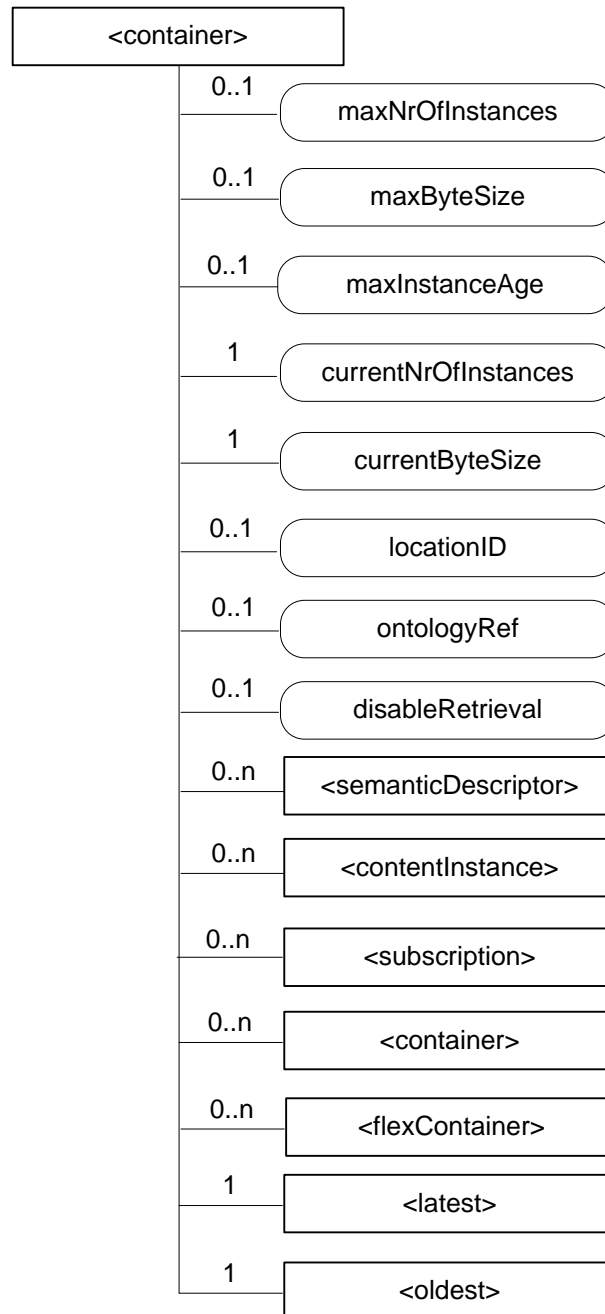 <container>
0..1
maxNrOfInstances
0..1
maxByteSize
0..1
maxInstanceAge
1
currentNrOfInstances
1
currentByteSize
0..1
locationID
0..1
ontologyRef
0..1
disableRetrieval
0..n
<semanticDescriptor>
0..n
<contentInstance>
0..n
<subscription>
0..n
<container>
0..n
<flexContainer>
1
<latest>
1
<oldest>